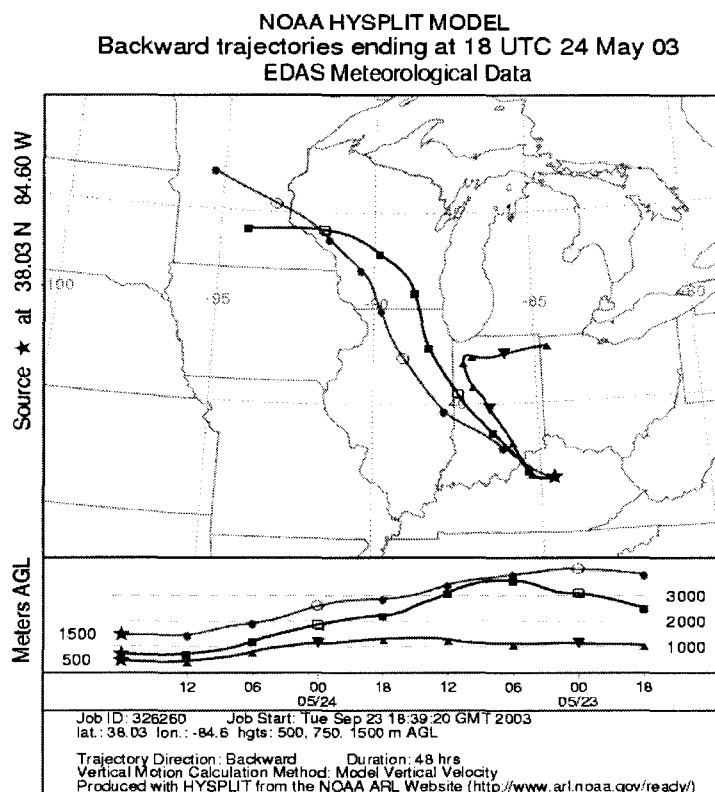 NOAA HYSPLIT MODEL
Backward trajectories ending at 18 UTC 24 May 03
EDAS Meteorological Data
Source ★ at 38.03 N 84.60 W
-100
-95
-90
-85
-80
40
Meters AGL
1500
500
3000
2000
1000
12 06 00 18 12 06 00 18
05/24 05/23
Job ID: 326260 Job Start: Tue Sep 23 18:39:20 GMT 2003
lat.: 38.03 lon.: -84.6 hgts: 500, 750, 1500 m AGL
Trajectory Direction: Backward Duration: 48 hrs
Vertical Motion Calculation Method: Model Vertical Velocity
Produced with HYSPLIT from the NOAA ARL Website (http://www.arl.noaa.gov/ready/)